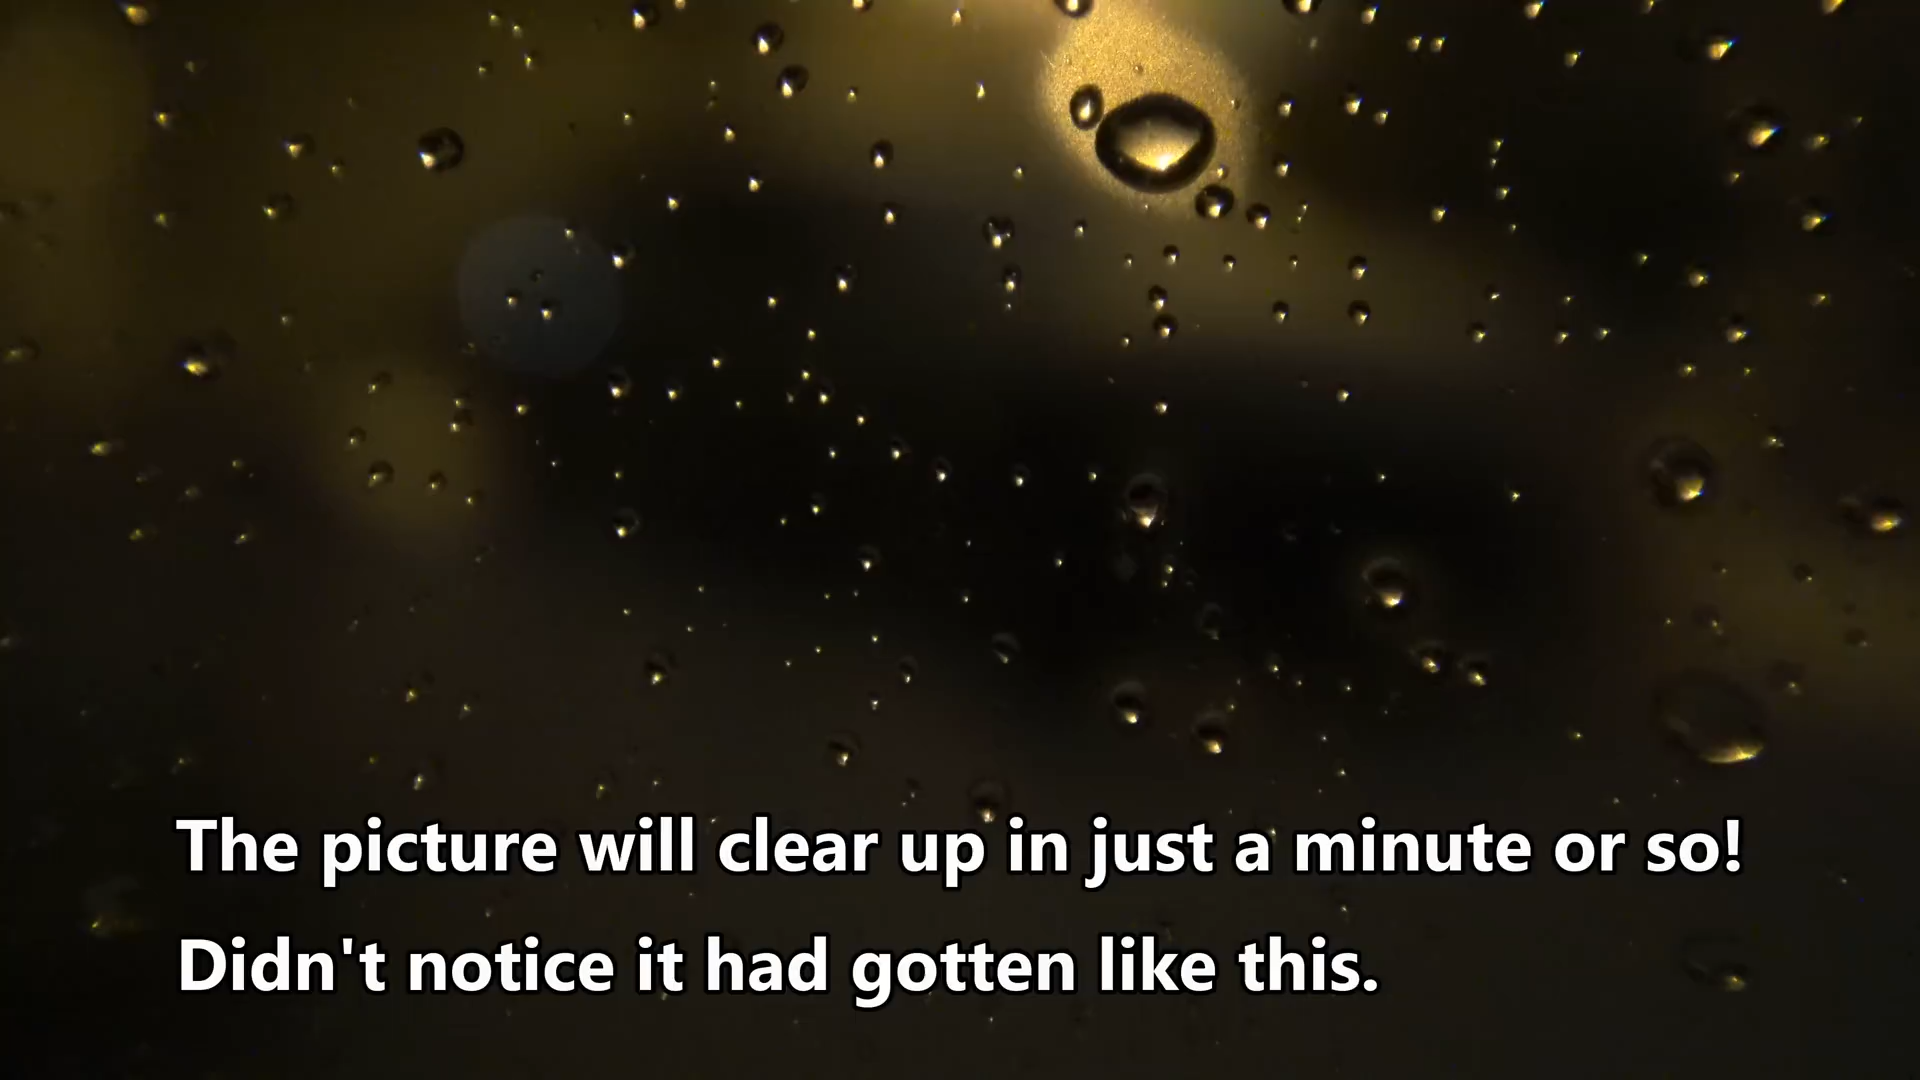 The picture will clear up in just a minute or so!
Didn't notice it had gotten like this.